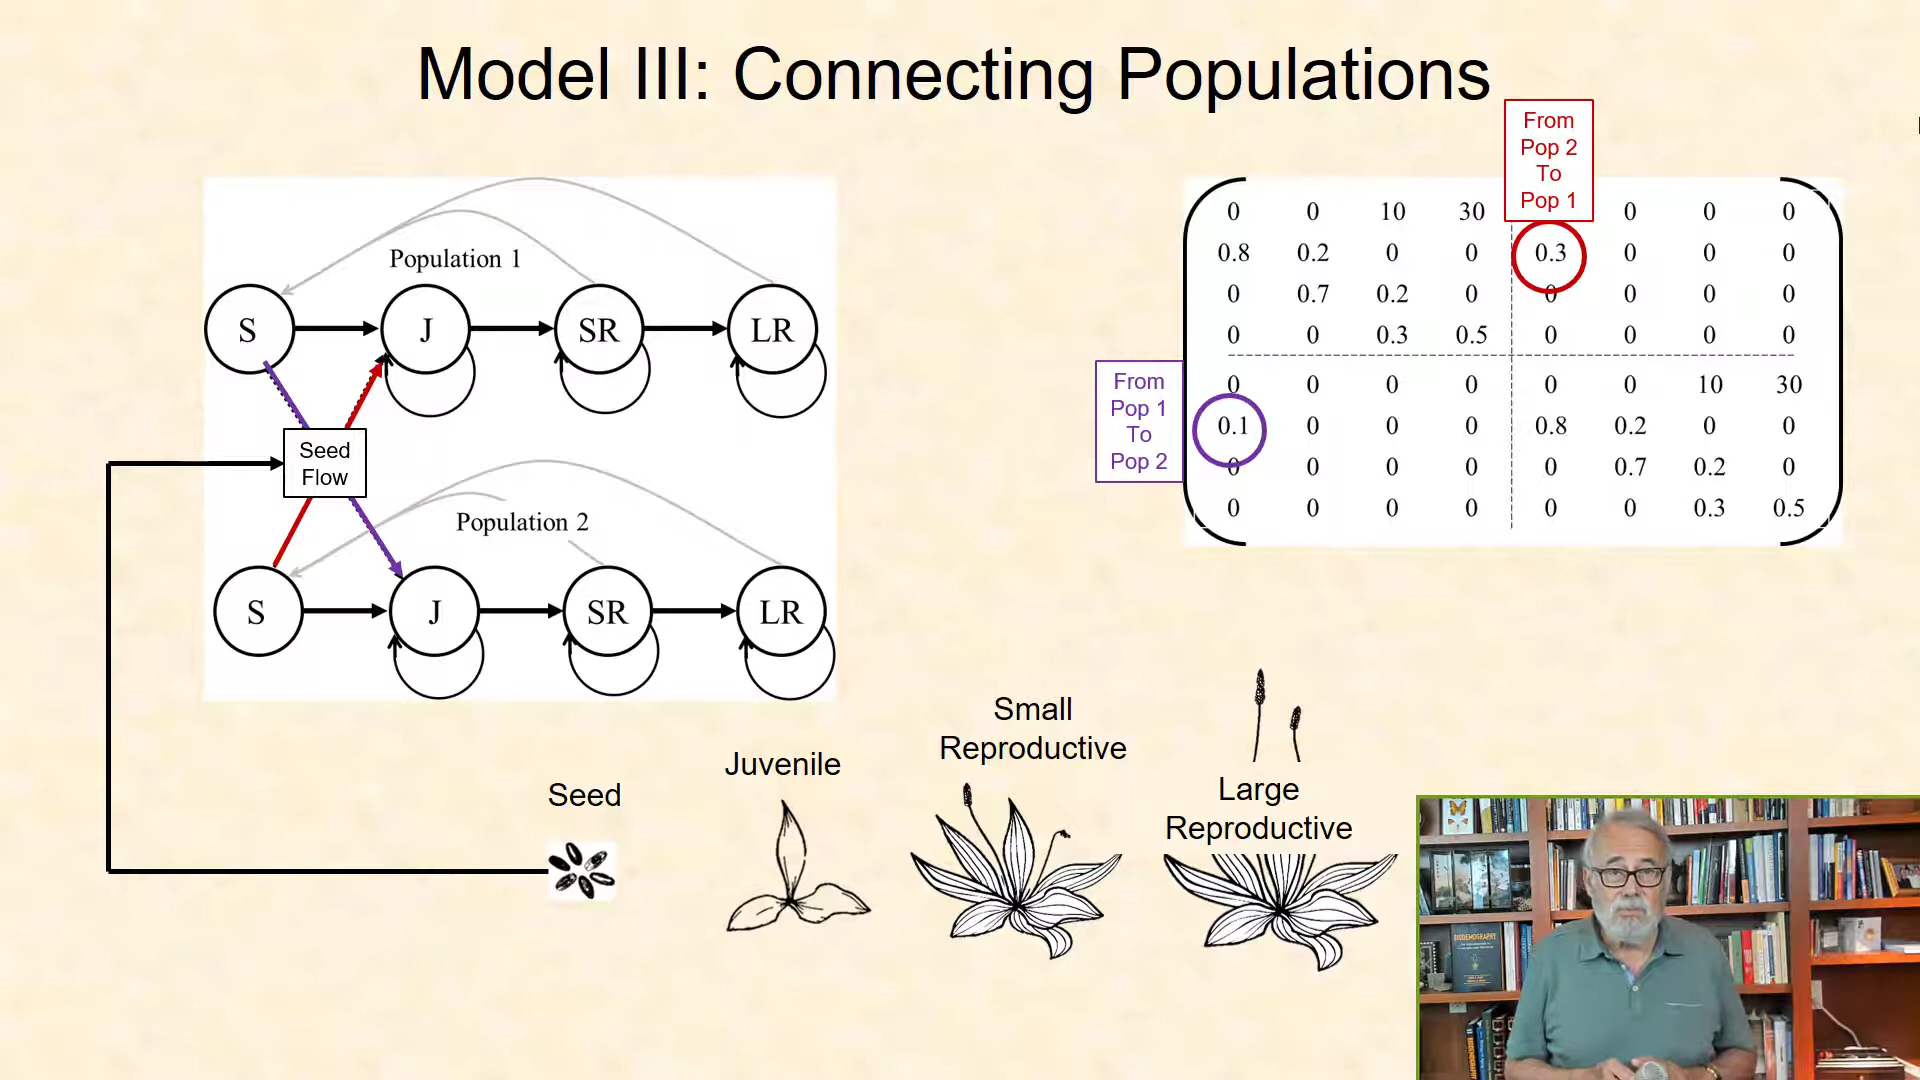 Model III: Connecting Populations
Population 1
S
J
SR
LR
Seed
Flow
Population 2
S
J
SR
LR
From
Pop 2
To
Pop 1
0 0 10 30 0 0 0
0.8 0.2 0 0 0.3 0 0 0
0 0.7 0.2 0 0 0 0 0
0 0 0.3 0.5 0 0 0 0
0 0 0 0 0 0 10 30
0.1 0 0 0 0.8 0.2 0 0
0 0 0 0 0 0.7 0.2 0
0 0 0 0 0 0 0.3 0.5
From
Pop 1
To
Pop 2
Seed
Juvenile
Small
Reproductive
Large
Reproductive
BIODEMOGRAPHY